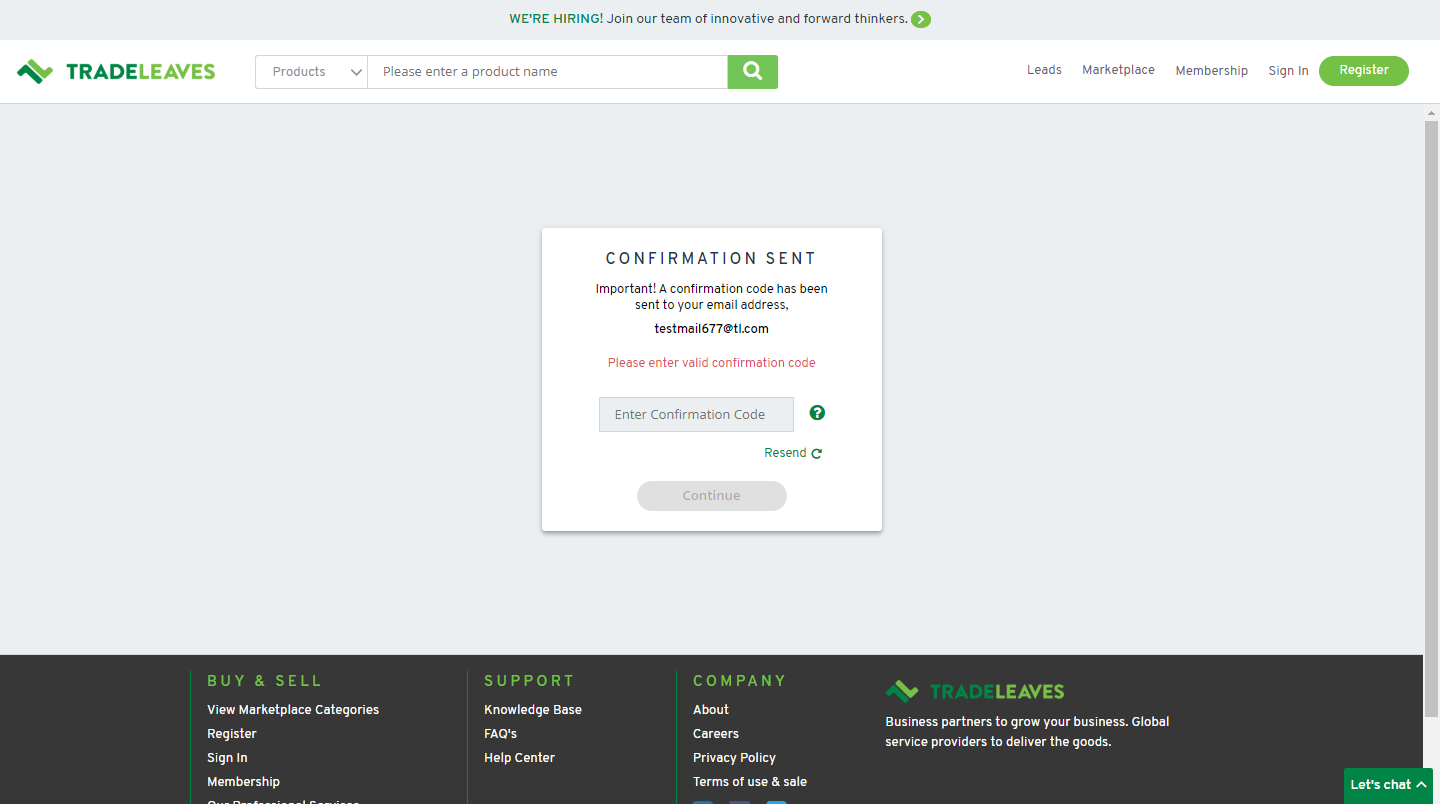 WE'RE HIRING! Join our team of innovative and forward thinkers.
TRADELEAVES
Products
Please enter a product name
Leads
Marketplace
Membership
Sign In
Register
CONFIRMATION SENT
Important! A confirmation code has been
sent to your email address,
testmail677@tl.com
Please enter valid confirmation code
Enter Confirmation Code
?
Resend
Continue
BUY & SELL
View Marketplace Categories
Register
Sign In
Membership
Our Professional Services
SUPPORT
Knowledge Base
FAQ's
Help Center
COMPANY
About
Careers
Privacy Policy
Terms of use & sale
TRADELEAVES
Business partners to grow your business. Global
service providers to deliver the goods.
Let's chat